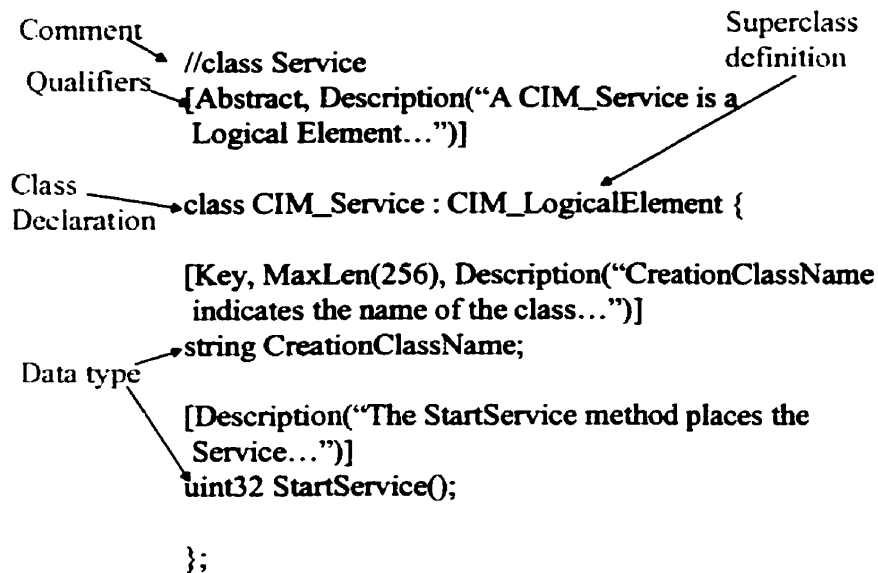 Comment
Superclass
definition
//class Service
Qualifiers
[Abstract, Description(“A CIM_Service is a
Logical Element…”)]
Class
Declaration
class CIM_Service : CIM_LogicalElement {
[Key, MaxLen(256), Description(“CreationClassName
indicates the name of the class…”)]
string CreationClassName;
Data type
[Description(“The StartService method places the
Service…”)]
uint32 StartService();
};